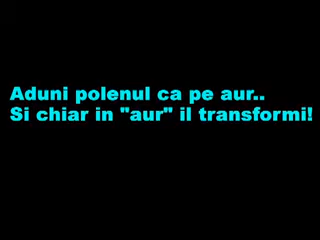 Aduni polenul ca pe aur..
Si chiar in "aur" il transformi!